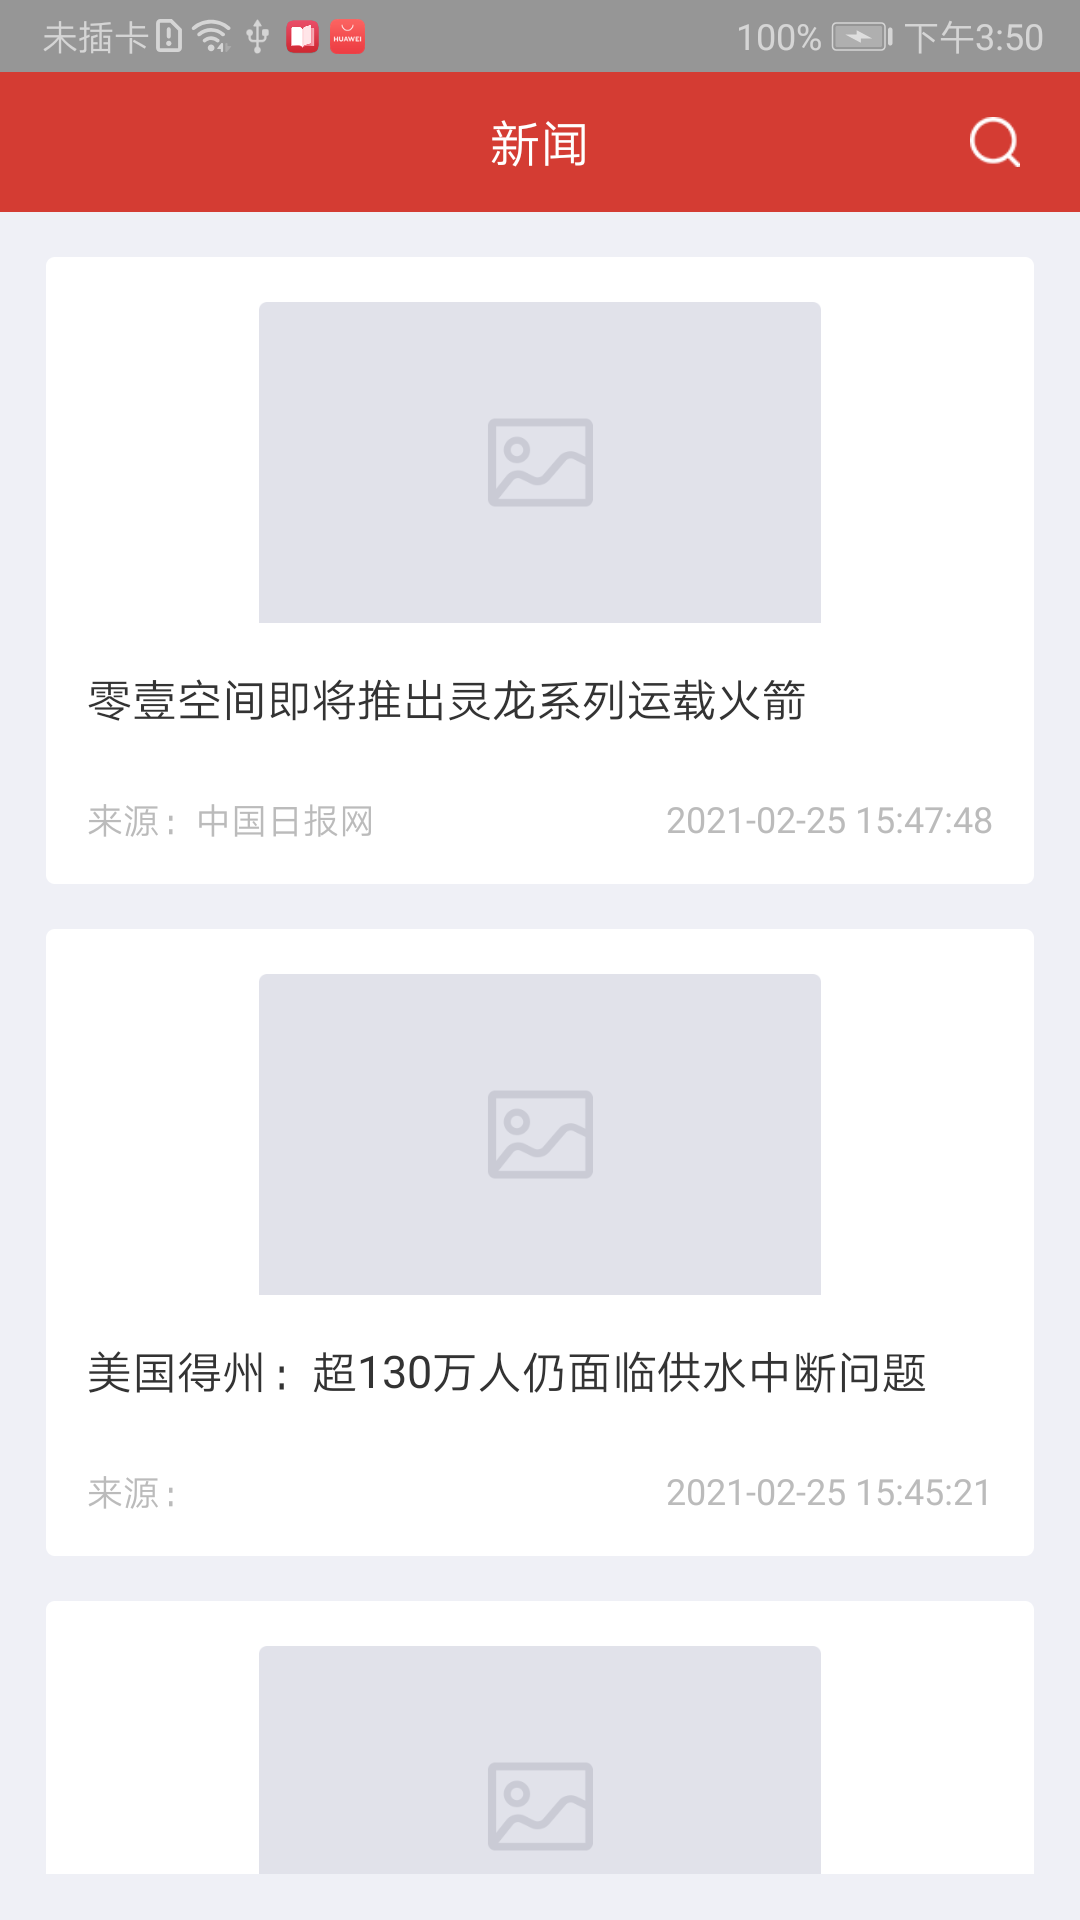 未插卡 HUAWEI 100% 下午3:50
新闻
零壹空间即将推出灵龙系列运载火箭
来源：中国日报网 2021-02-25 15:47:48
美国得州：超130万人仍面临供水中断问题
来源： 2021-02-25 15:45:21